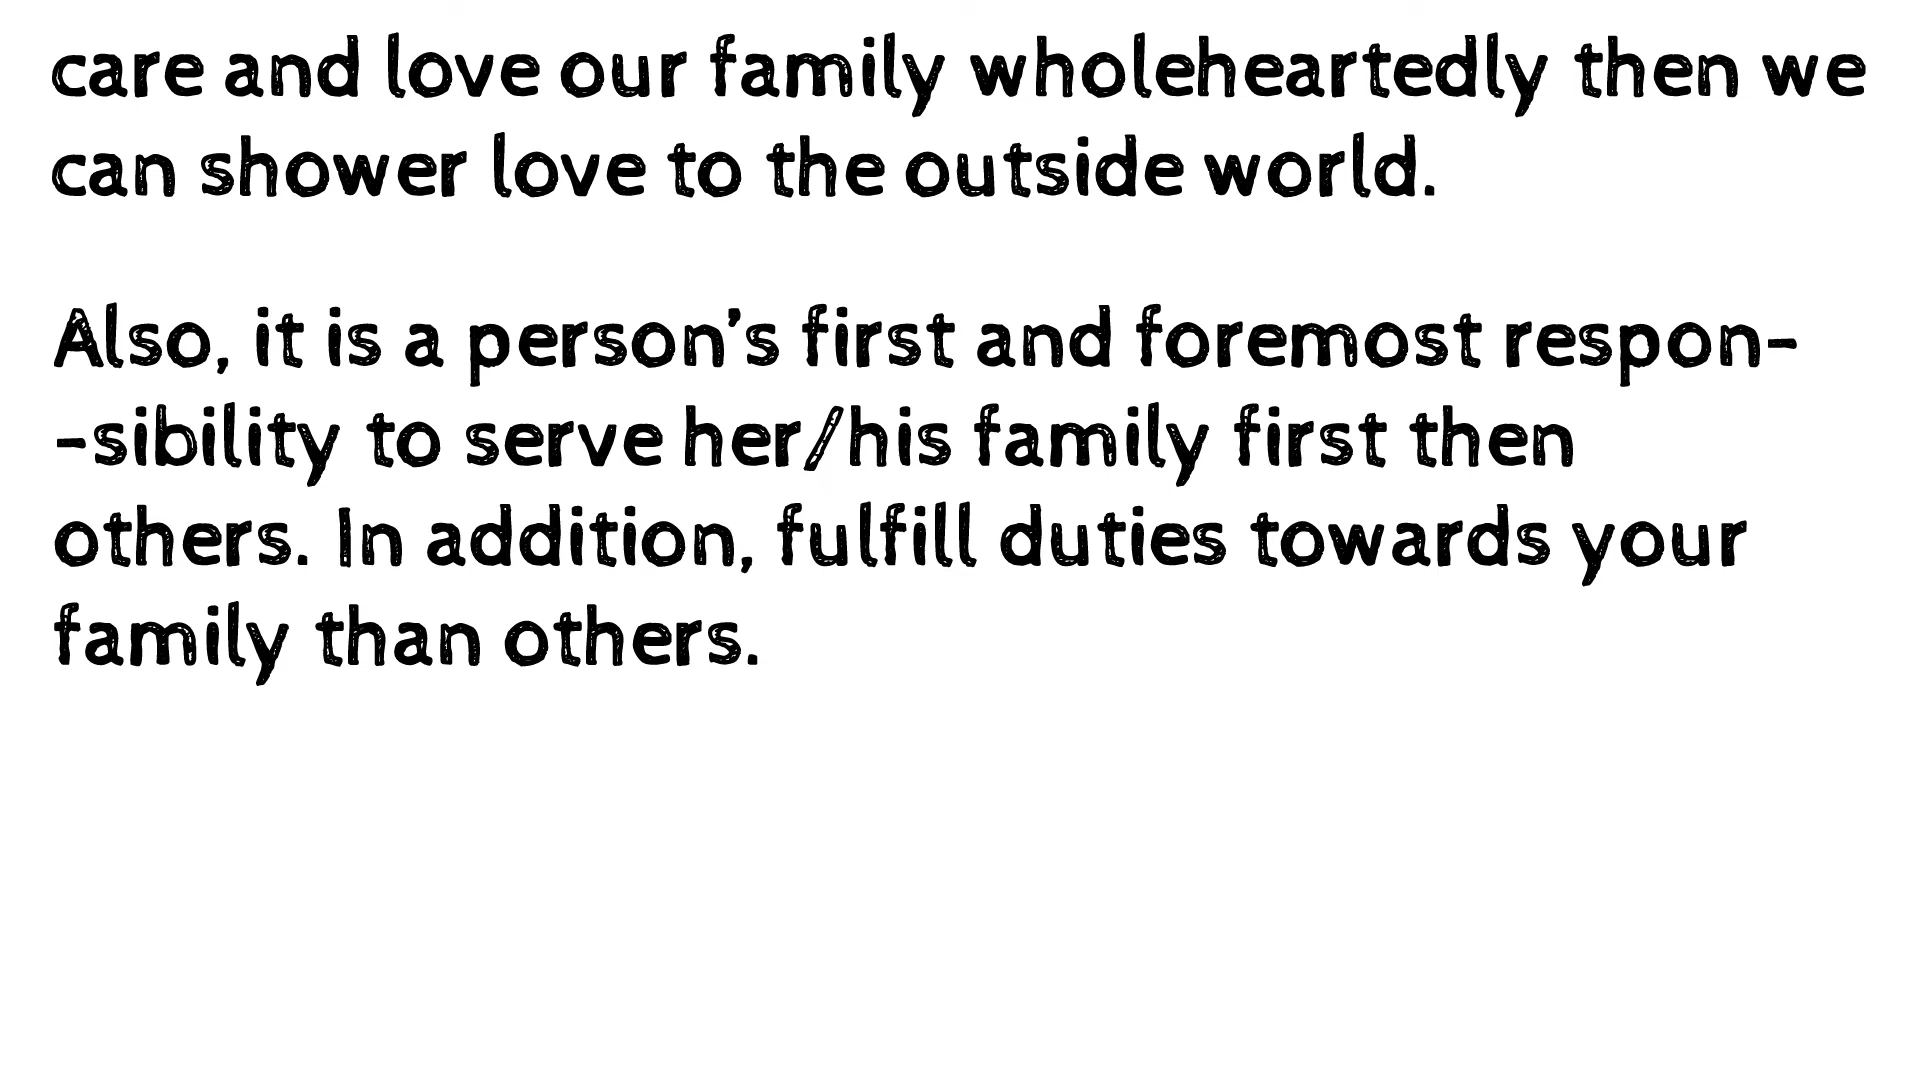 care and love our family wholeheartedly then we
can shower love to the outside world.
Also, it is a person's first and foremost respon-
-sibility to serve her/his family first then
others. In addition, fulfill duties towards your
family than others.